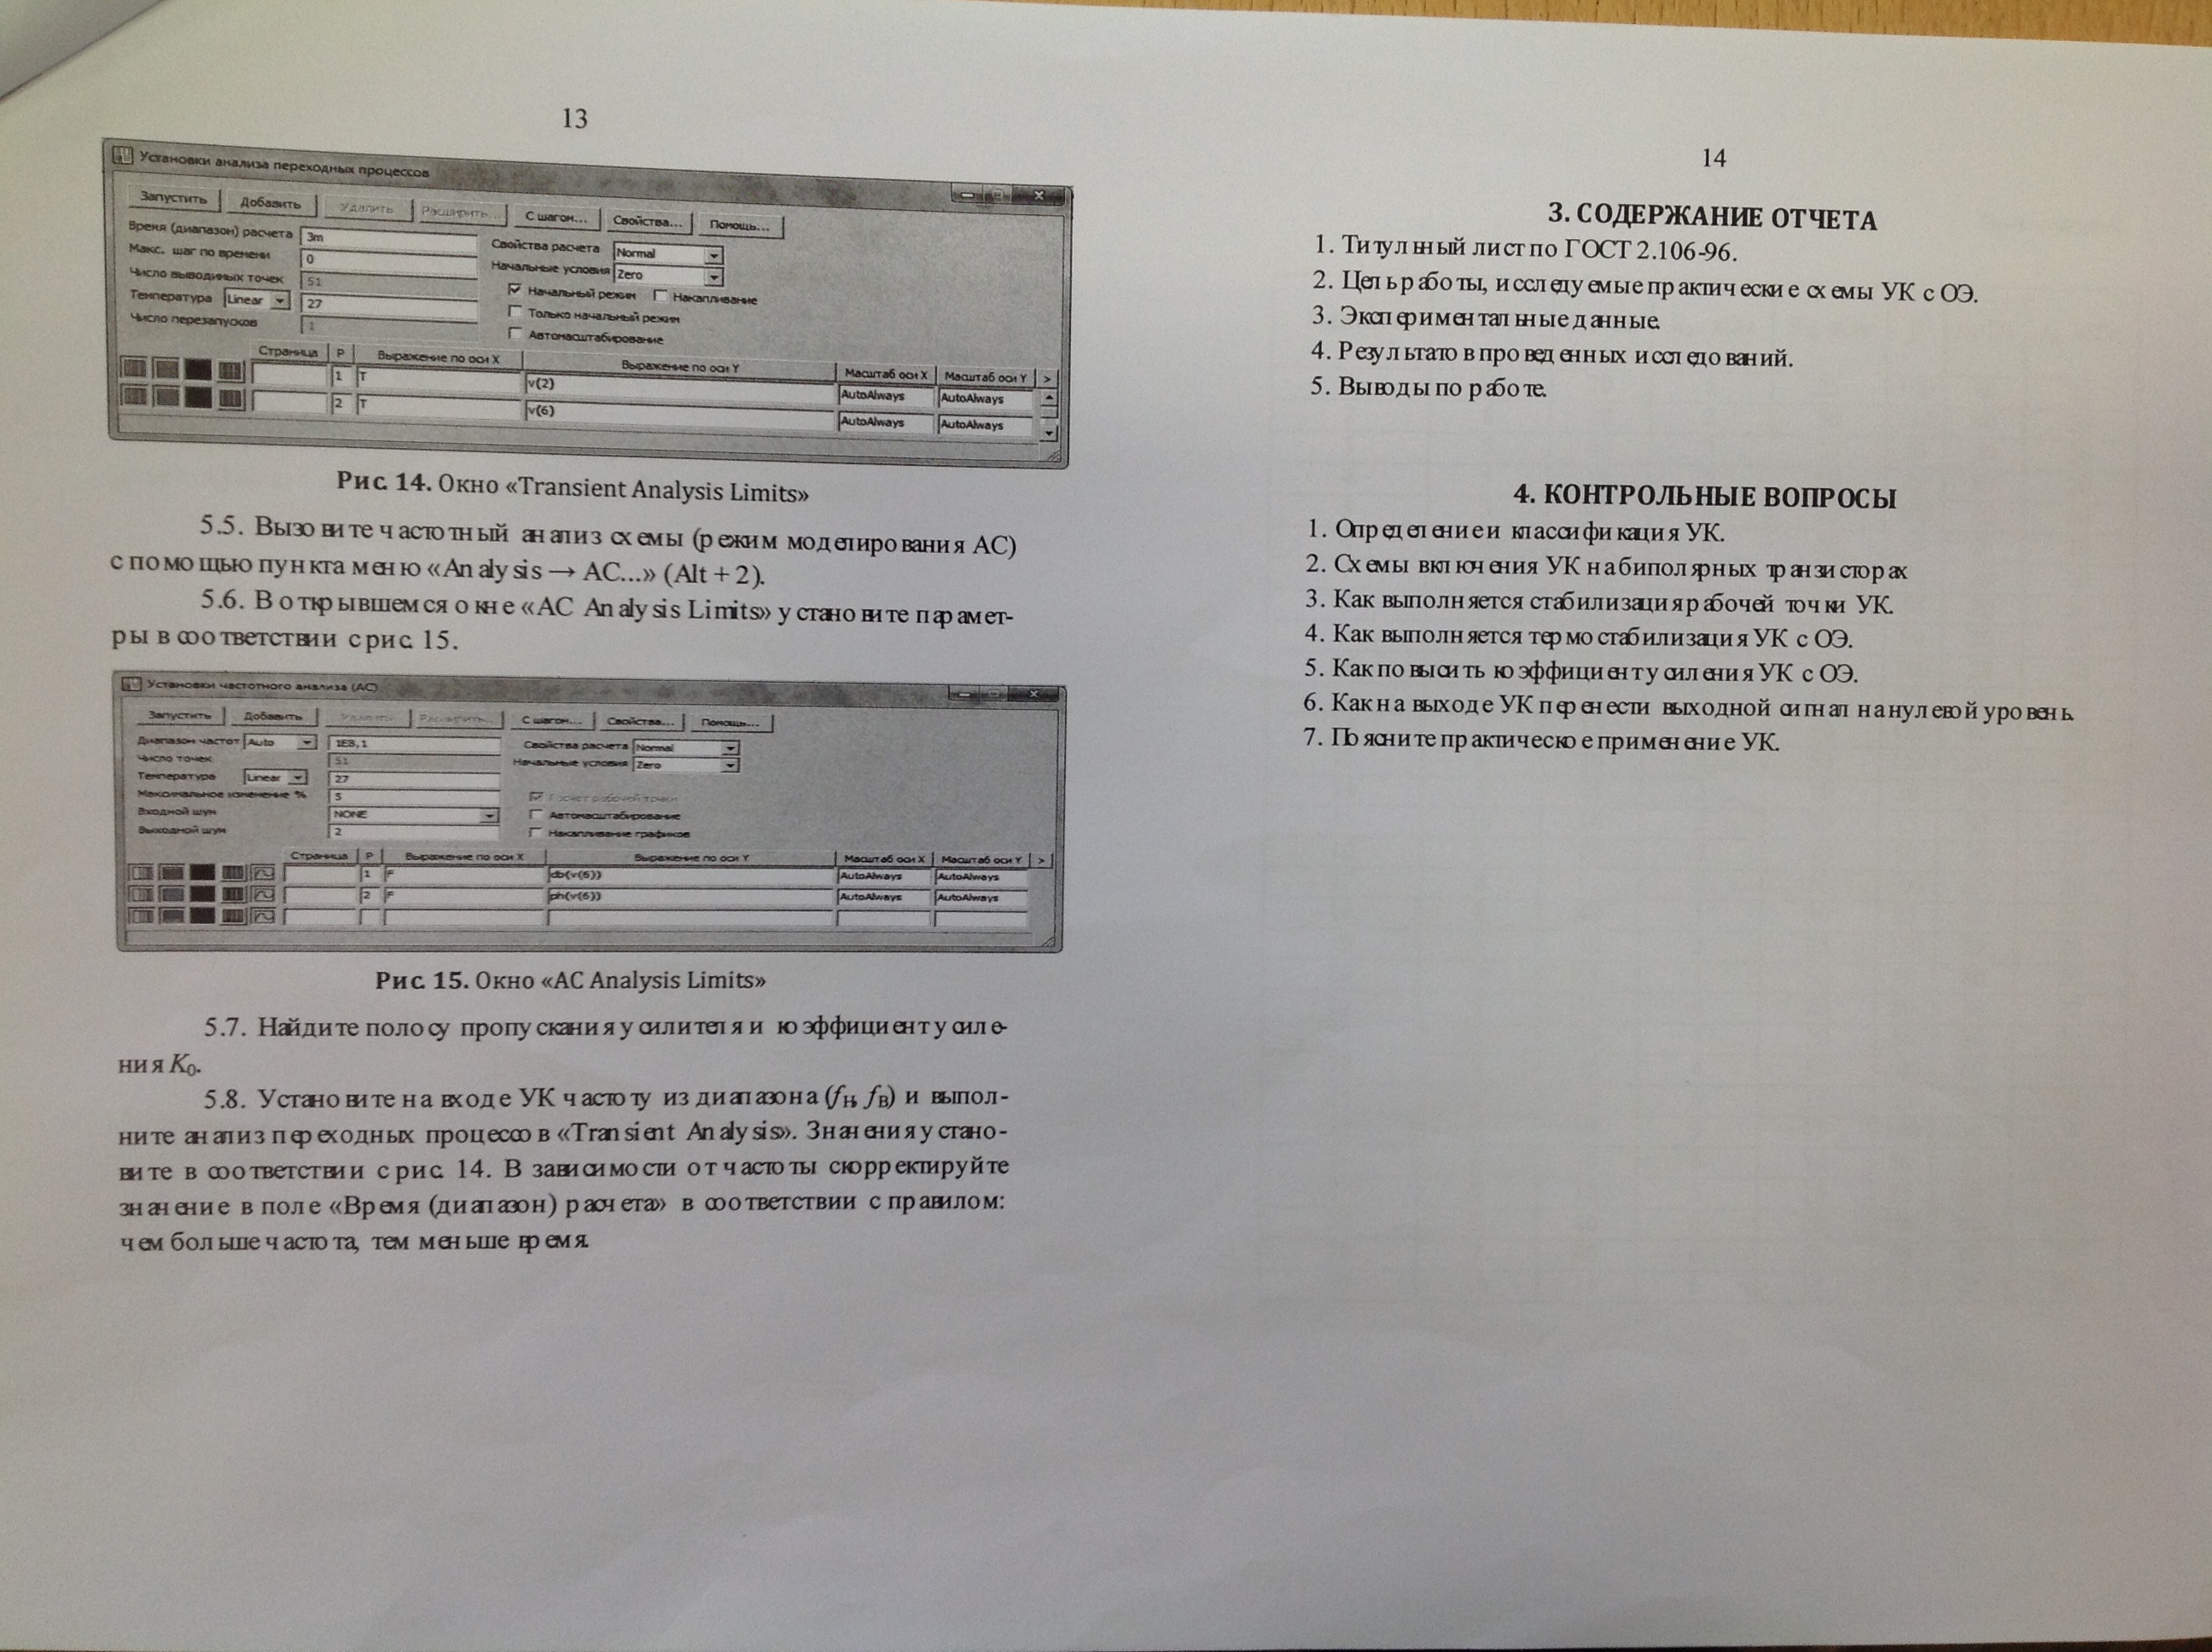 13
Установки анализа переходных процессов
Запустить Добавить Удалить Расширить... С шагом... Свойства... Помощь...
Время (диапазон) расчета 3m Свойства расчета Normal
Макс. шаг по времени 0 Начальные условия Zero
Число выводимых точек 51 Начальный режим Накапливание
Температура Linear 27 Только начальный режим
Число перезапусков 1 Автомасштабирование
Страница P Выражение по оси X Выражение по оси Y Масштаб оси X Масштаб оси Y >
1 T v(2) AutoAlways AutoAlways
2 T v(6) AutoAlways AutoAlways
Рис. 14. Окно «Transient Analysis Limits»
5.5. Вызовите частотный анализ схемы (режим моделирования AC)
с помощью пункта меню «Analysis → AC...» (Alt + 2).
5.6. В открывшемся окне «AC Analysis Limits» установите парамет-
ры в соответствии с рис. 15.
Установки частотного анализа (AC)
Запустить Добавить Удалить Расширить... С шагом... Свойства... Помощь...
Диапазон частот Auto 1E8,1 Свойства расчета Normal
Число точек 51 Начальные условия Zero
Температура Linear 27
Максимальное изменение % 5 Расчет рабочей точки
Входной шум NONE Автомасштабирование
Выходной шум 2 Накапливание графиков
Страница P Выражение по оси X Выражение по оси Y Масштаб оси X Масштаб оси Y >
1 F db(v(6)) AutoAlways AutoAlways
2 F ph(v(6)) AutoAlways AutoAlways
Рис. 15. Окно «AC Analysis Limits»
5.7. Найдите полосу пропускания усилителя и коэффициент усиле-
ния K0.
5.8. Установите на входе УК частоту из диапазона (fН, fВ) и выпол-
ните анализ переходных процессов «Transient Analysis». Значения устано-
вите в соответствии с рис. 14. В зависимости от частоты скорректируйте
значение в поле «Время (диапазон) расчета» в соответствии с правилом:
чем больше частота, тем меньше время.
14
3. СОДЕРЖАНИЕ ОТЧЕТА
1. Титульный лист по ГОСТ 2.106-96.
2. Цель работы, исследуемые практические схемы УК с ОЭ.
3. Экспериментальные данные.
4. Результатов проведенных исследований.
5. Выводы по работе.
4. КОНТРОЛЬНЫЕ ВОПРОСЫ
1. Определение и классификация УК.
2. Схемы включения УК на биполярных транзисторах
3. Как выполняется стабилизация рабочей точки УК.
4. Как выполняется термостабилизация УК с ОЭ.
5. Как повысить коэффициент усиления УК с ОЭ.
6. Как на выходе УК перенести выходной сигнал на нулевой уровень.
7. Поясните практическое применение УК.